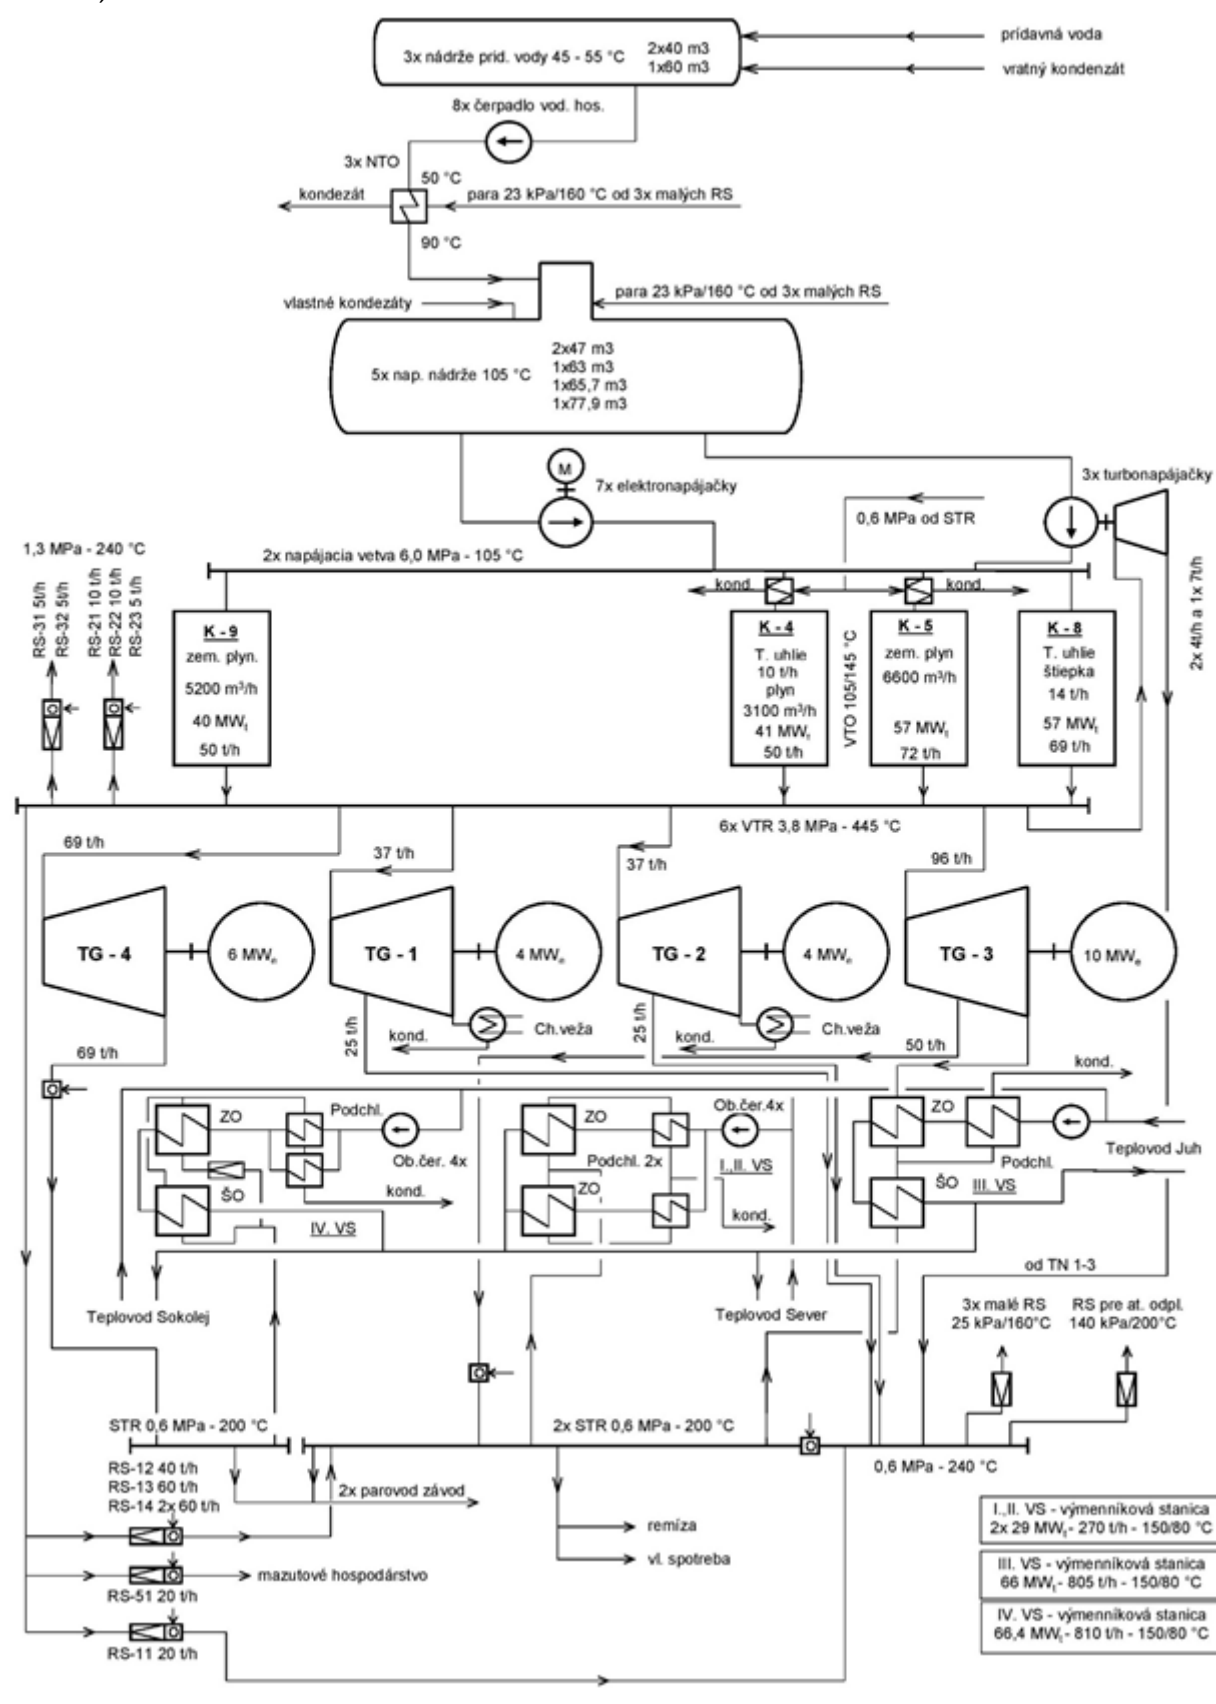 prídavná voda
3x nádrže prid. vody 45 - 55 °C
2x40 m3
1x60 m3
vratný kondenzát
8x čerpadlo vod. hos.
3x NTO
50 °C
kondezát
para 23 kPa/160 °C od 3x malých RS
90 °C
para 23 kPa/160 °C od 3x malých RS
vlastné kondezáty
5x nap. nádrže 105 °C
2x47 m3
1x63 m3
1x65,7 m3
1x77,9 m3
M
7x elektronapájačky
3x turbonapájačky
0,6 MPa od STR
2x 4t/h a 1x 7t/h
1,3 MPa - 240 °C
2x napájacia vetva 6,0 MPa - 105 °C
RS-31 5t/h
RS-32 5t/h
RS-21 10 t/h
RS-22 10 t/h
RS-23 5 t/h
kond.
kond.
K - 9
zem. plyn.
5200 m³/h
40 MWt
50 t/h
K - 4
T. uhlie
10 t/h
plyn
3100 m³/h
41 MWt
50 t/h
VTO 105/145 °C
K - 5
zem. plyn
6600 m³/h
57 MWt
72 t/h
K - 8
T. uhlie
štiepka
14 t/h
57 MWt
69 t/h
6x VTR 3,8 MPa - 445 °C
69 t/h
37 t/h
37 t/h
96 t/h
TG - 4
6 MWe
TG - 1
4 MWe
TG - 2
4 MWe
TG - 3
10 MWe
25 t/h
kond.
Ch.veža
25 t/h
kond.
Ch.veža
69 t/h
50 t/h
kond.
ZO
Podchl.
Ob.čer. 4x
ŠO
kond.
IV. VS
Ob.čer.4x
Podchl. 2x
I.,II. VS
ZO
kond.
ZO
Teplovod Juh
Podchl.
ŠO
III. VS
od TN 1-3
Teplovod Sokolej
Teplovod Sever
3x malé RS
25 kPa/160°C
RS pre at. odpl.
140 kPa/200°C
STR 0,6 MPa - 200 °C
2x STR 0,6 MPa - 200 °C
0,6 MPa - 240 °C
RS-12 40 t/h
RS-13 60 t/h
RS-14 2x 60 t/h
2x parovod závod
remíza
vl. spotreba
mazutové hospodárstvo
RS-51 20 t/h
RS-11 20 t/h
I.,II. VS - výmenníková stanica
2x 29 MWt - 270 t/h - 150/80 °C
III. VS - výmenníková stanica
66 MWt - 805 t/h - 150/80 °C
IV. VS - výmenníková stanica
66,4 MWt - 810 t/h - 150/80 °C